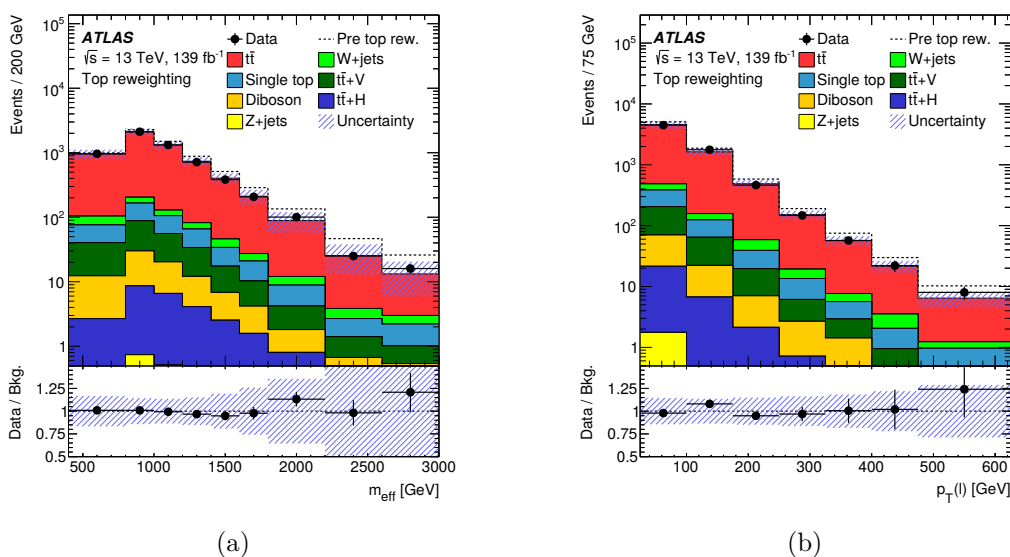 ATLAS
√s = 13 TeV, 139 fb⁻¹
Top reweighting
Data
tt̄
Single top
Diboson
Z+jets
Pre top rew.
W+jets
tt̄+V
tt̄+H
Uncertainty
Events / 200 GeV
10⁵
10⁴
10³
10²
10
1
Data / Bkg.
1.25
1
0.75
0.5
500 1000 1500 2000 2500 3000
m_eff [GeV]
(a)
ATLAS
√s = 13 TeV, 139 fb⁻¹
Top reweighting
Data
tt̄
Single top
Diboson
Z+jets
Pre top rew.
W+jets
tt̄+V
tt̄+H
Uncertainty
Events / 75 GeV
10⁵
10⁴
10³
10²
10
1
Data / Bkg.
1.25
1
0.75
0.5
100 200 300 400 500 600
p_T(l) [GeV]
(b)